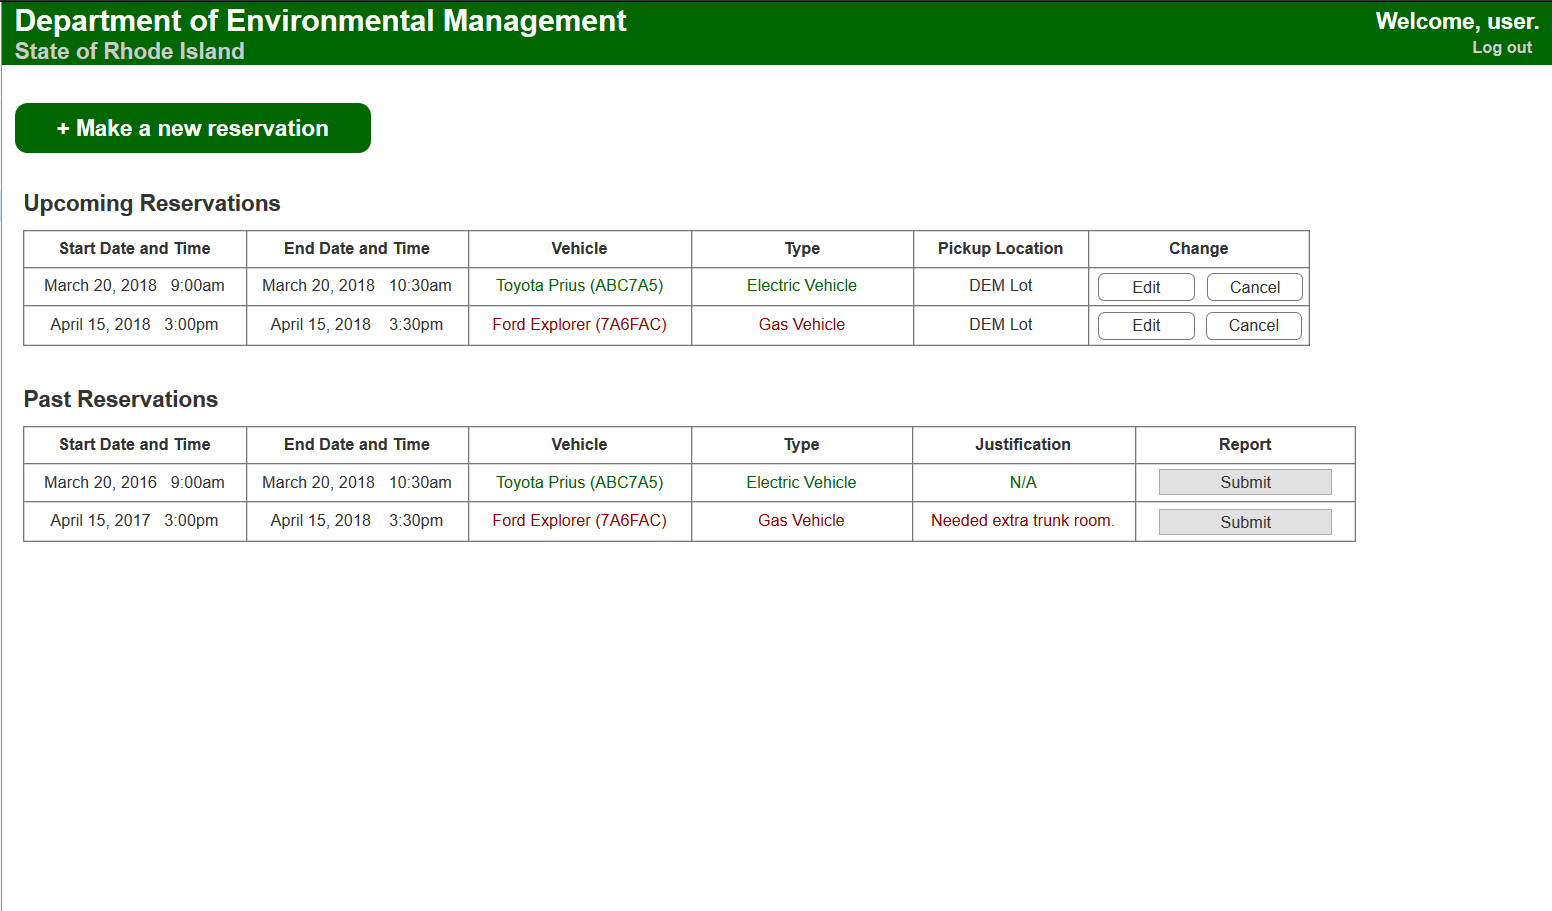 Department of Environmental Management
Welcome, user.
State of Rhode Island
Log out
+ Make a new reservation
Upcoming Reservations
Start Date and Time End Date and Time Vehicle Type Pickup Location Change
March 20, 2018 9:00am March 20, 2018 10:30am Toyota Prius (ABC7A5) Electric Vehicle DEM Lot Edit Cancel
April 15, 2018 3:00pm April 15, 2018 3:30pm Ford Explorer (7A6FAC) Gas Vehicle DEM Lot Edit Cancel
Past Reservations
Start Date and Time End Date and Time Vehicle Type Justification Report
March 20, 2016 9:00am March 20, 2018 10:30am Toyota Prius (ABC7A5) Electric Vehicle N/A Submit
April 15, 2017 3:00pm April 15, 2018 3:30pm Ford Explorer (7A6FAC) Gas Vehicle Needed extra trunk room. Submit